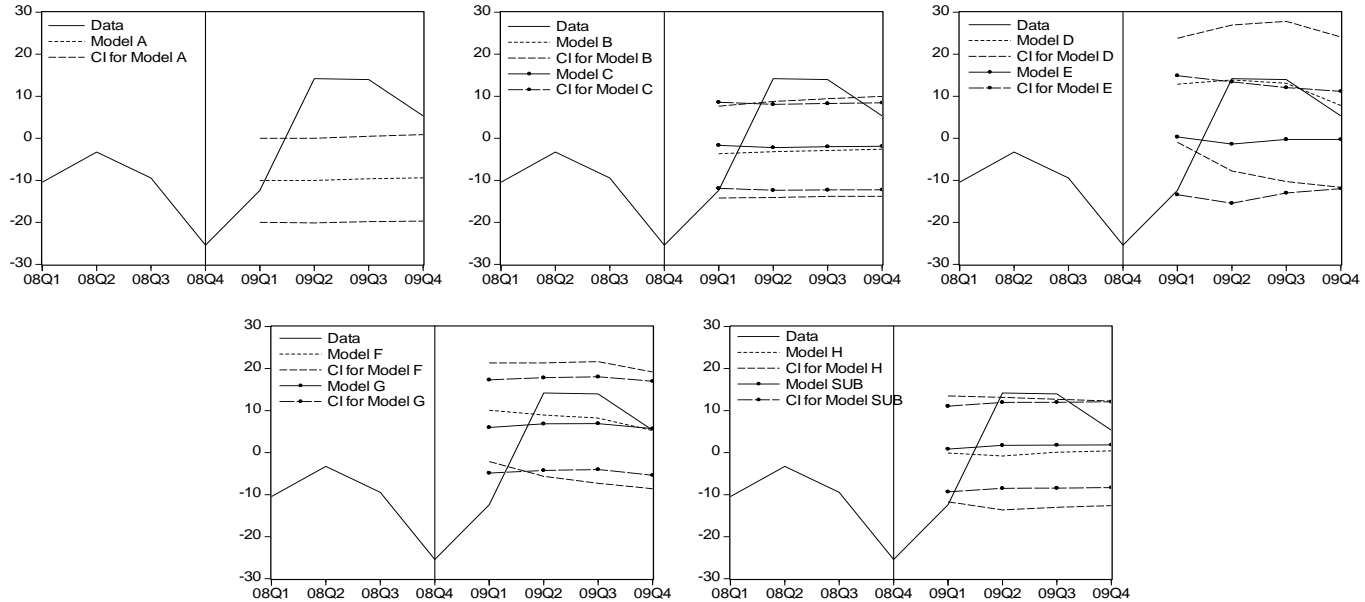 30
20
10
0
-10
-20
-30
Data
Model A
CI for Model A
08Q1 08Q2 08Q3 08Q4 09Q1 09Q2 09Q3 09Q4
30
20
10
0
-10
-20
-30
Data
Model B
CI for Model B
Model C
CI for Model C
08Q1 08Q2 08Q3 08Q4 09Q1 09Q2 09Q3 09Q4
30
20
10
0
-10
-20
-30
Data
Model D
CI for Model D
Model E
CI for Model E
08Q1 08Q2 08Q3 08Q4 09Q1 09Q2 09Q3 09Q4
30
20
10
0
-10
-20
-30
Data
Model F
CI for Model F
Model G
CI for Model G
08Q1 08Q2 08Q3 08Q4 09Q1 09Q2 09Q3 09Q4
30
20
10
0
-10
-20
-30
Data
Model H
CI for Model H
Model SUB
CI for Model SUB
08Q1 08Q2 08Q3 08Q4 09Q1 09Q2 09Q3 09Q4